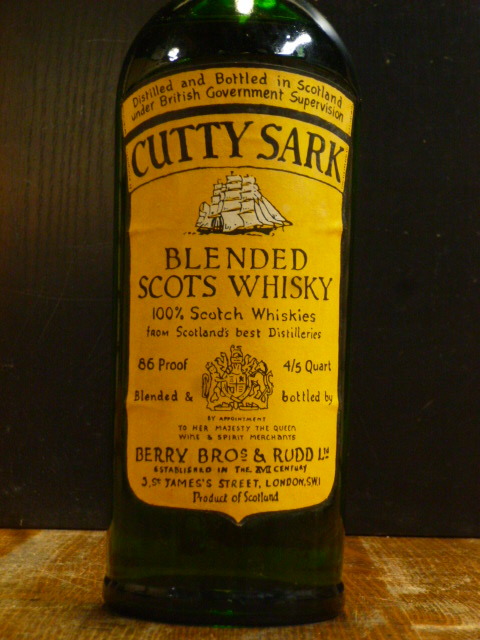 Distilled and Bottled in Scotland
under British Government Supervision
CUTTY SARK
BLENDED
SCOTS WHISKY
100% Scotch Whiskies
FROM Scotland's best Distilleries
86 Proof 4/5 Quart
Blended & bottled by
BY APPOINTMENT
TO HER MAJESTY THE QUEEN
WINE & SPIRIT MERCHANTS
BERRY BROS & RUDD LTD
ESTABLISHED IN THE XVII CENTURY
3, ST JAMES'S STREET, LONDON, SW1
Product of Scotland